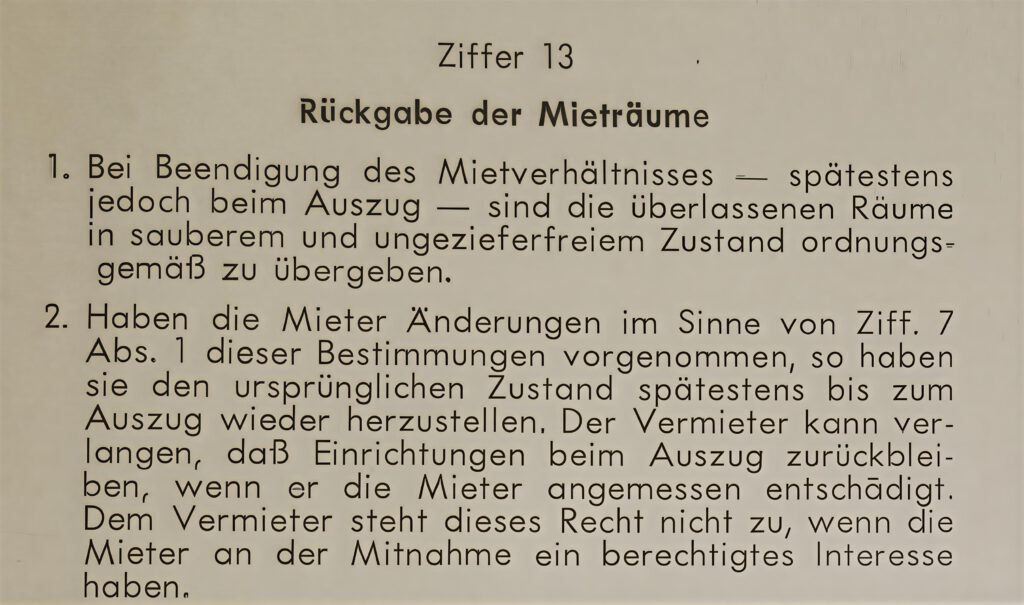 Ziffer 13
Rückgabe der Mieträume
1. Bei Beendigung des Mietverhältnisses — spätestens
jedoch beim Auszug — sind die überlassenen Räume
in sauberem und ungezieferfreiem Zustand ordnungs-
gemäß zu übergeben.
2. Haben die Mieter Änderungen im Sinne von Ziff. 7
Abs. 1 dieser Bestimmungen vorgenommen, so haben
sie den ursprünglichen Zustand spätestens bis zum
Auszug wieder herzustellen. Der Vermieter kann ver-
langen, daß Einrichtungen beim Auszug zurückblei-
ben, wenn er die Mieter angemessen entschädigt.
Dem Vermieter steht dieses Recht nicht zu, wenn die
Mieter an der Mitnahme ein berechtigtes Interesse
haben.